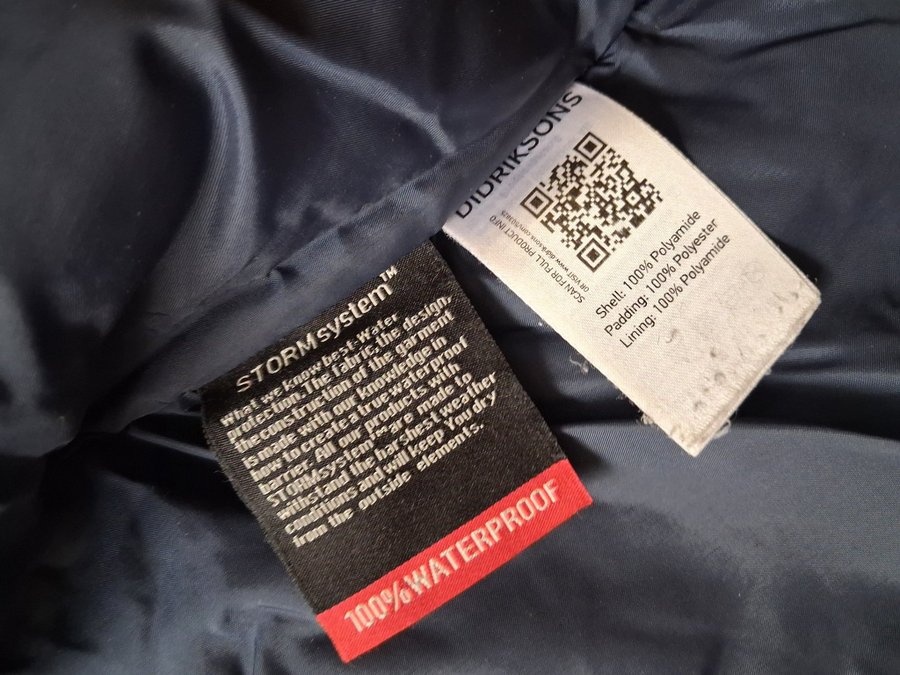 STORMsystem™
What we know best. Water
protection. The fabric, the design,
the construction of the garment
is made with our knowledge in
how to create a true waterproof
barrier. All our products with
STORMsystem™ are made to
withstand the harshest weather
conditions and will keep You dry
from the outside elements.
100% WATERPROOF
DIDRIKSONS
SCAN FOR FULL PRODUCT INFO
OR VISIT
Shell: 100% Polyamide
Padding: 100% Polyester
Lining: 100% Polyamide